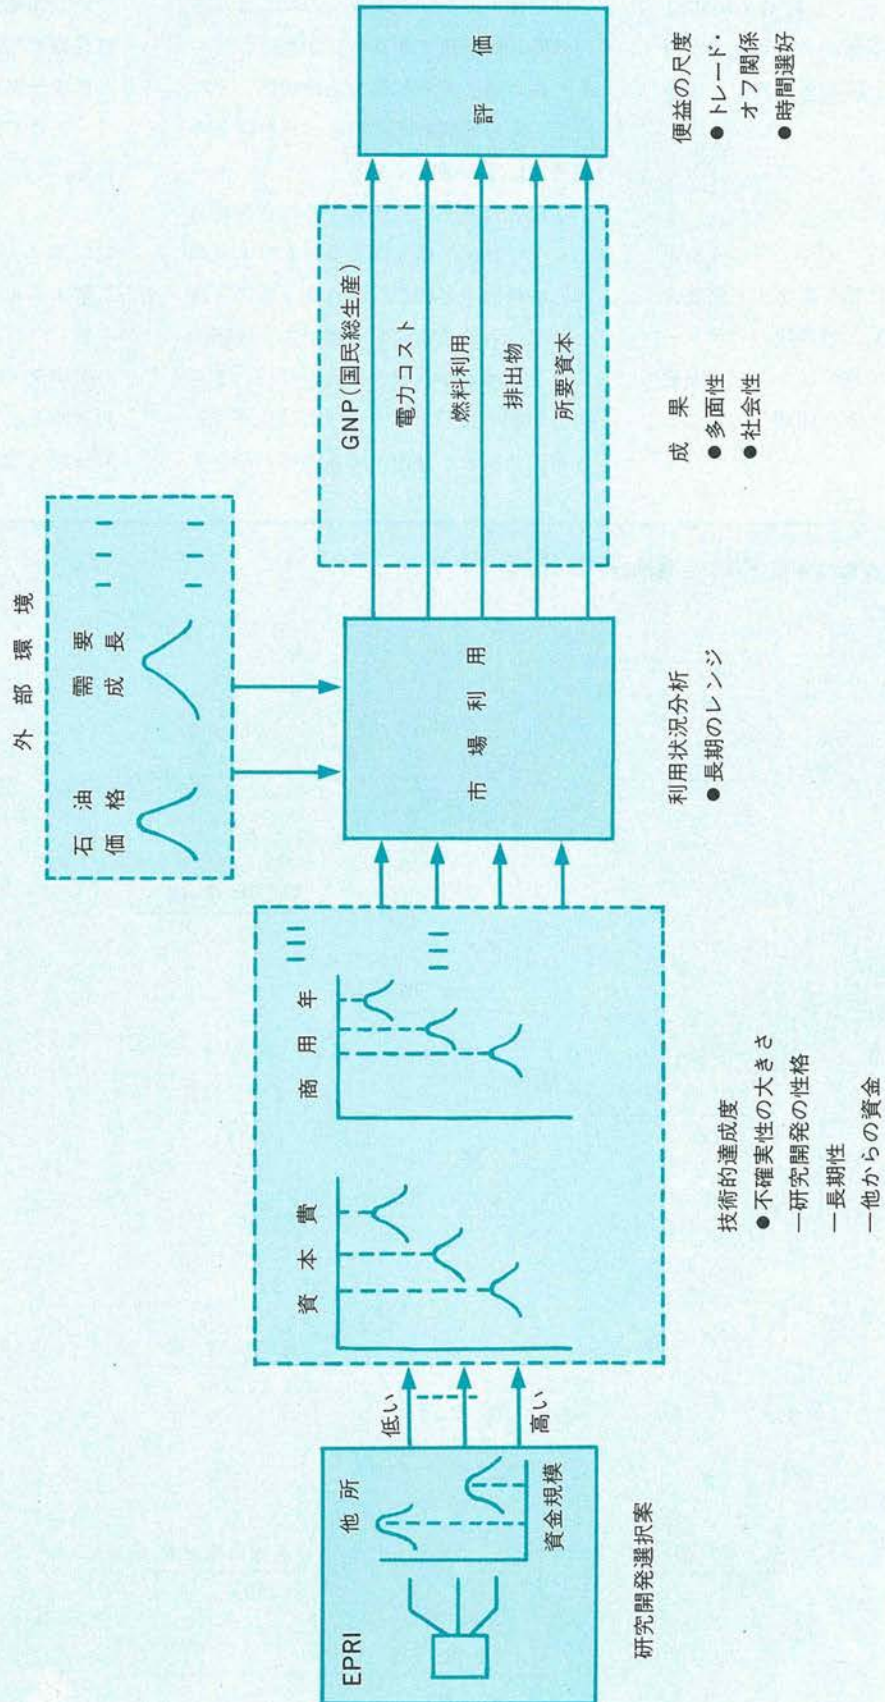 EPRI
他所
資金規模
研究開発選択案
低い
高い
資本費
商用年
技術的達成度
●不確実性の大きさ
―研究開発の性格
―長期性
―他からの資金
外部環境
石油
価格
需要
成長
市場利用
利用状況分析
●長期のレンジ
GNP(国民総生産)
電力コスト
燃料利用
排出物
所要資本
成果
●多面性
●社会性
評価
便益の尺度
●トレード・
オフ関係
●時間選好